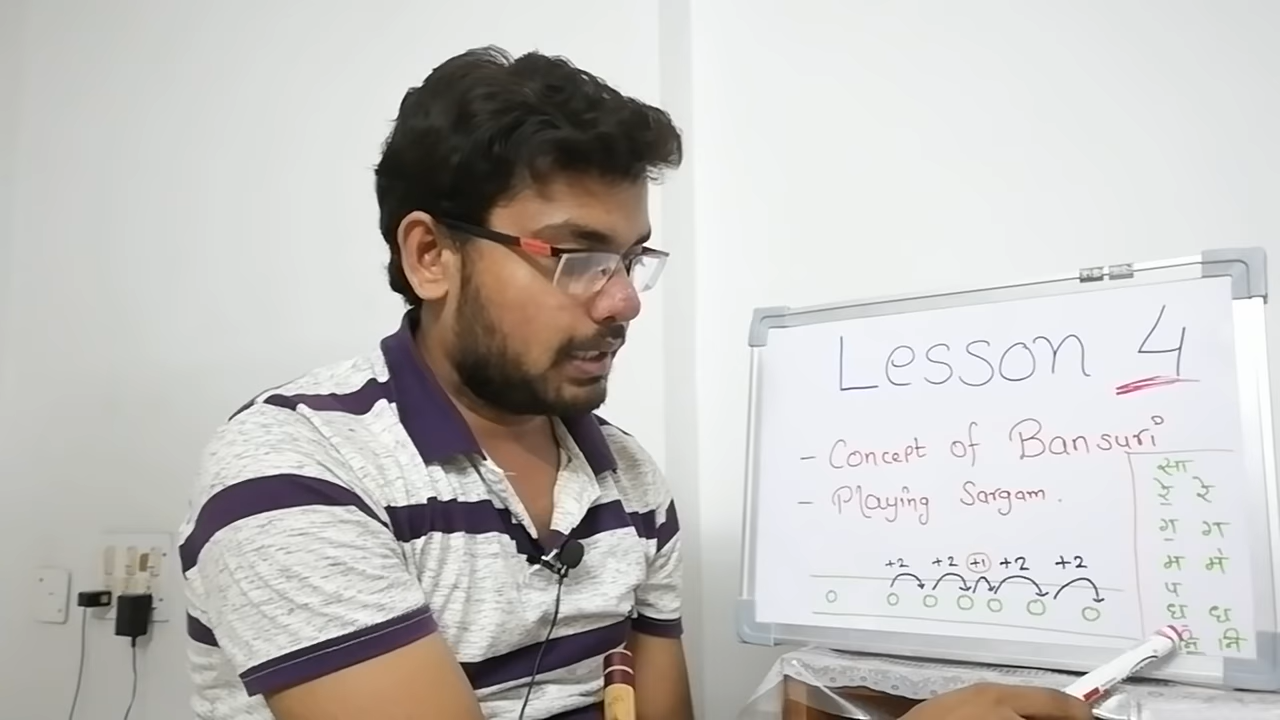 Lesson 4
- Concept of Bansuri
- Playing Sargam.
+2 +2 +1 +2 +2
सा
रे॒ रे
ग॒ ग
म मे
प
ध॒ ध
नि॒ नि